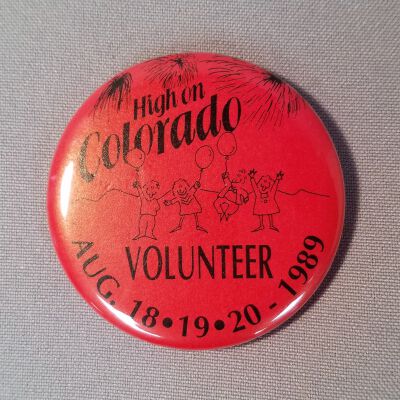 High on
Colorado
VOLUNTEER
AUG. 18•19•20-1989